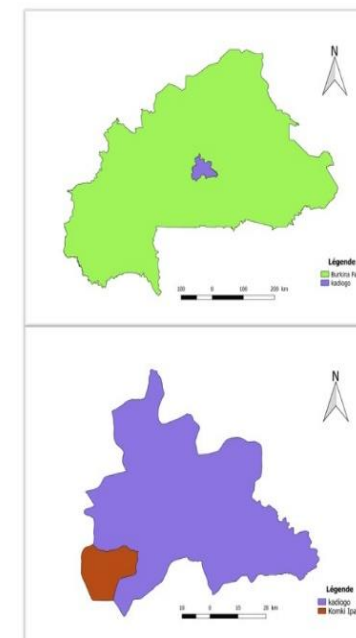 N
Légende
Burkina Fa
kadiogo
100 0 100 200 km
N
Légende
kadiogo
Komki Ipa
10 0 10 20 km